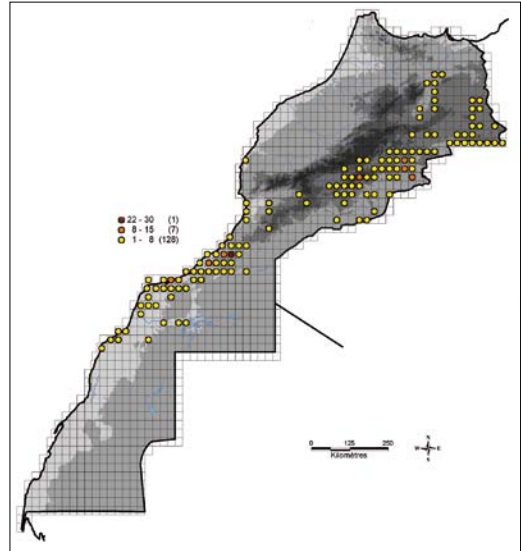 22 - 30 (1)
8 - 15 (7)
1 - 8 (128)
0 125 250
Kilomètres
N
W E
S